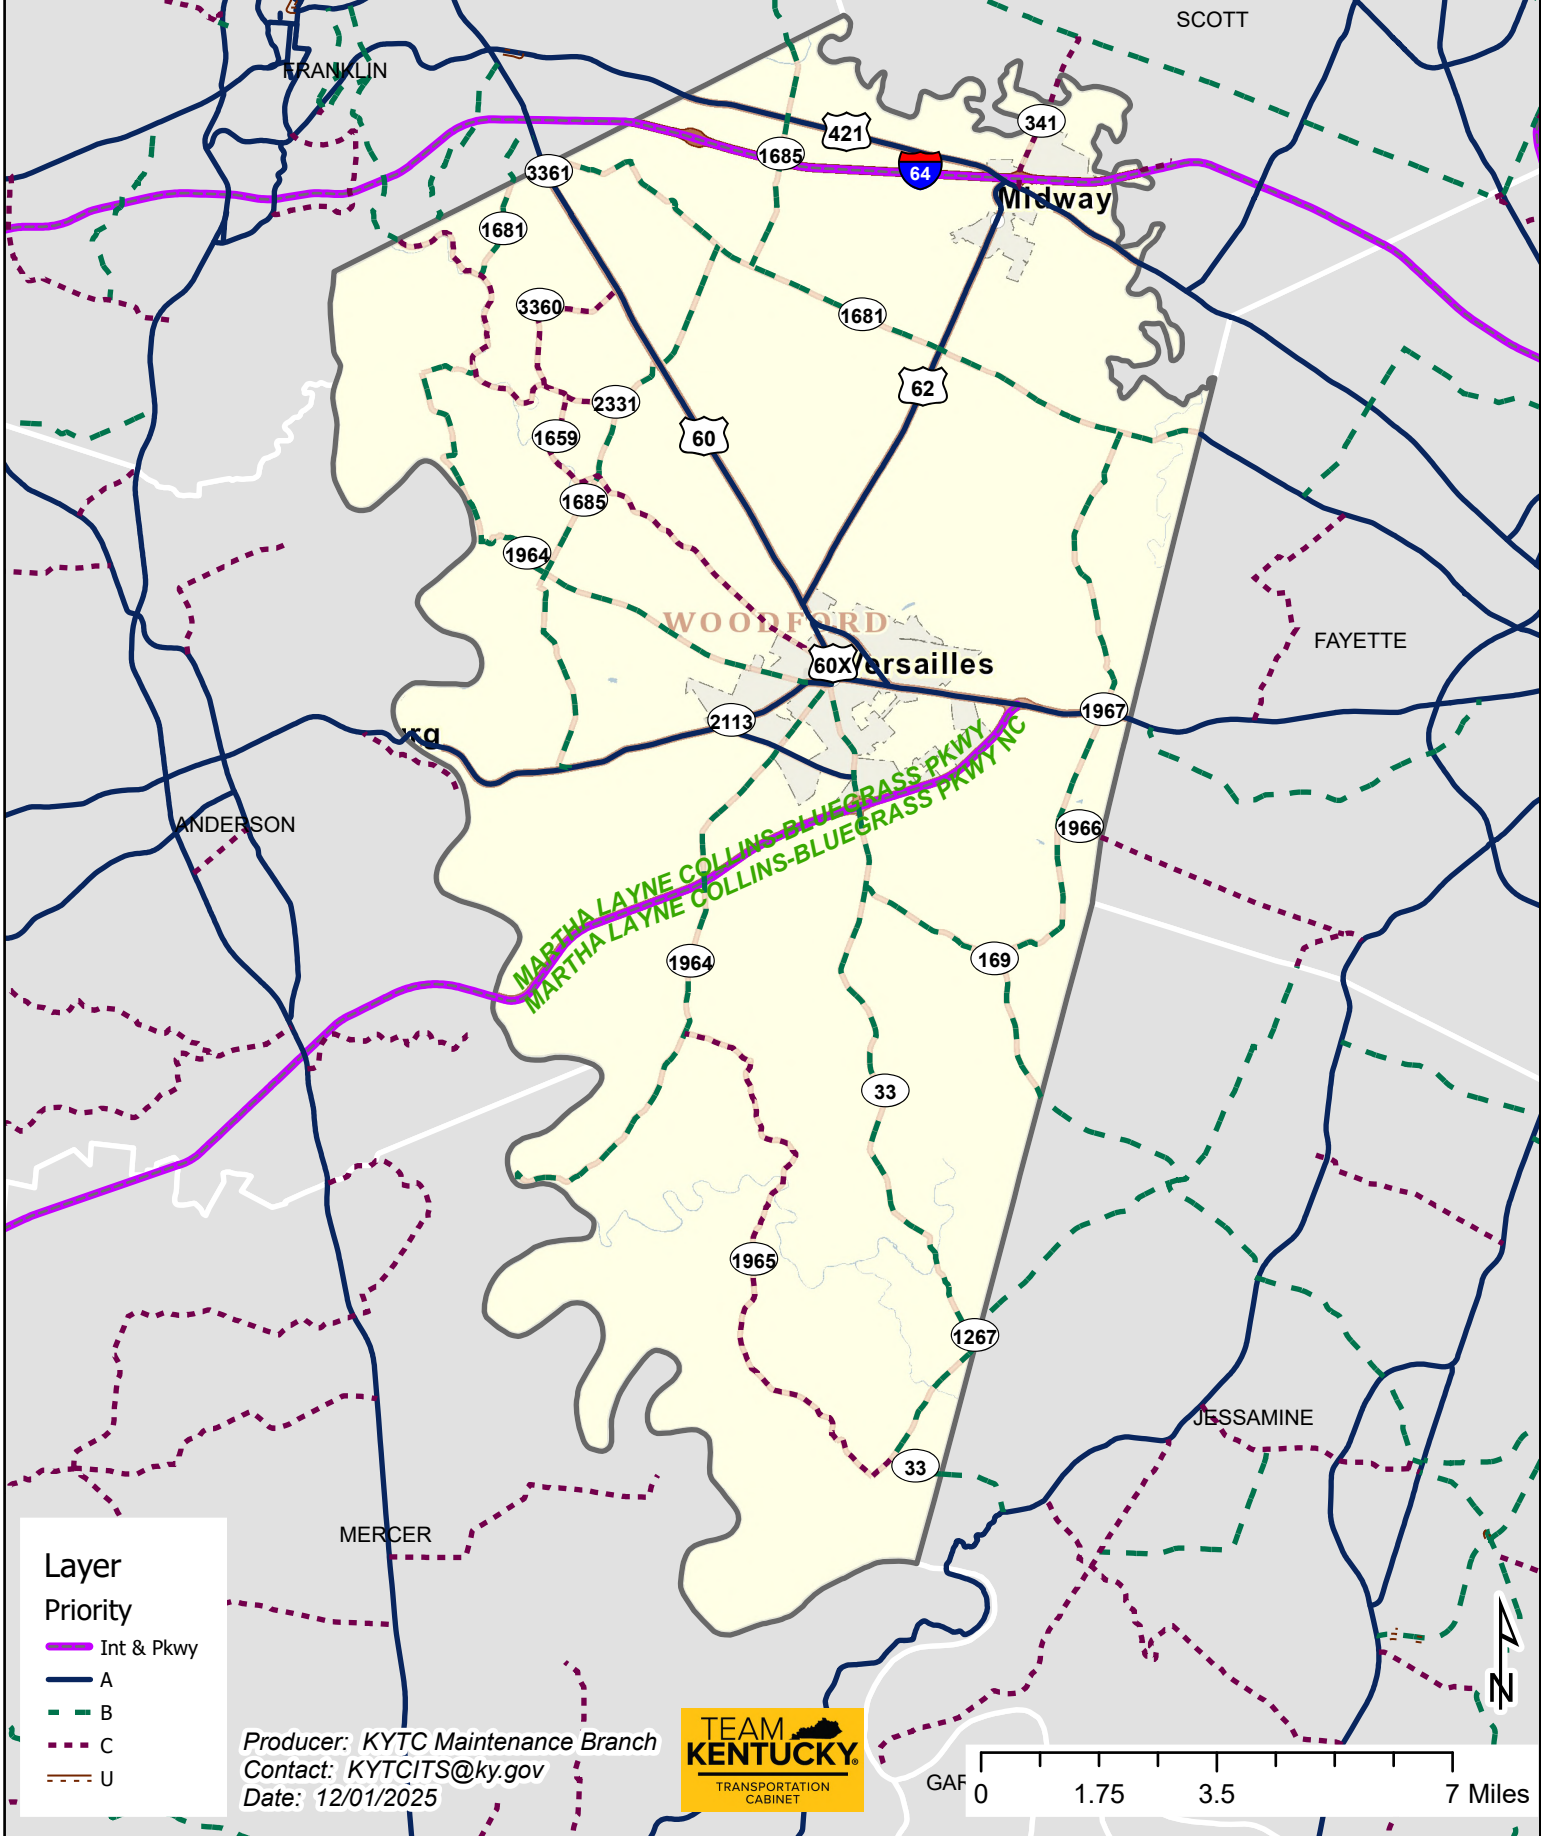 SCOTT
FRANKLIN
341
421
1685
64
3361
Midway
1681
3360
1681
62
2331
60
1659
1685
1964
WOODFORD
FAYETTE
60X
ersailles
2113
1967
rg
MARTHA LAYNE COLLINS-BLUEGRASS PKWY
MARTHA LAYNE COLLINS-BLUEGRASS PKWY NC
ANDERSON
1966
1964
169
33
1965
1267
JESSAMINE
33
MERCER
Layer
Priority
Int & Pkwy
A
B
C
U
Producer: KYTC Maintenance Branch
Contact: KYTCITS@ky.gov
Date: 12/01/2025
TEAM
KENTUCKY®
TRANSPORTATION
CABINET
GAR
0 1.75 3.5 7 Miles
N